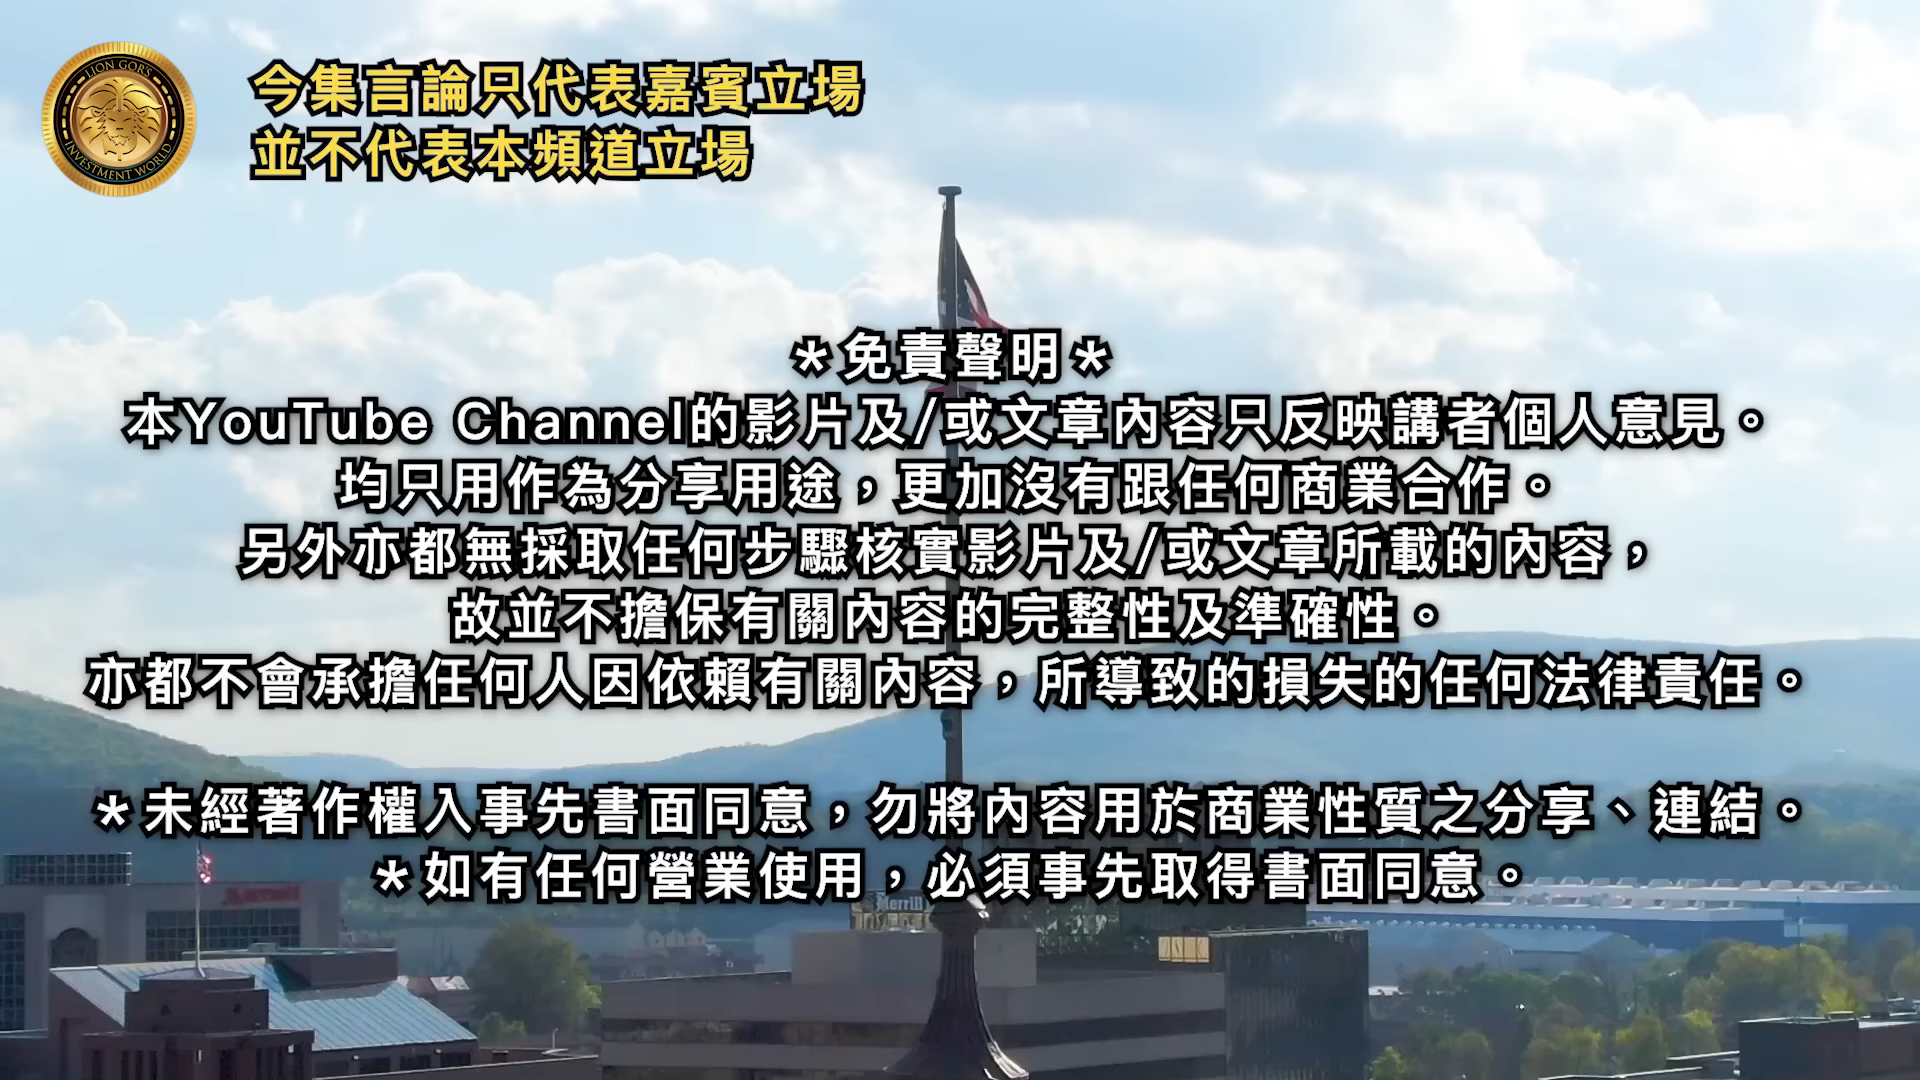 LION GOR'S
INVESTMENT WORLD
今集言論只代表嘉賓立場
並不代表本頻道立場
＊免責聲明＊
本YouTube Channel的影片及/或文章內容只反映講者個人意見。
均只用作為分享用途，更加沒有跟任何商業合作。
另外亦都無採取任何步驟核實影片及/或文章所載的內容，
故並不擔保有關內容的完整性及準確性。
亦都不會承擔任何人因依賴有關內容，所導致的損失的任何法律責任。
＊未經著作權入事先書面同意，勿將內容用於商業性質之分享、連結。
＊如有任何營業使用，必須事先取得書面同意。
Marriott
Merrill